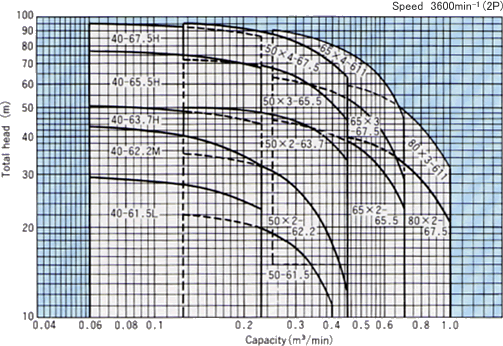 Speed 3600min⁻¹ (2P)
100
90
80
70
60
50
40
30
20
10
Total head (m)
40-67.5H
40-65.5H
40-63.7H
40-62.2M
40-61.5L
50×4-67.5
65×4-611
50×3-65.5
65×3-
67.5
50×2-63.7
80×3-611
50×2-
62.2
65×2-
65.5
80×2-
67.5
50-61.5
0.04 0.06 0.08 0.1 0.2 0.3 0.4 0.5 0.6 0.8 1.0
Capacity (m³/min)